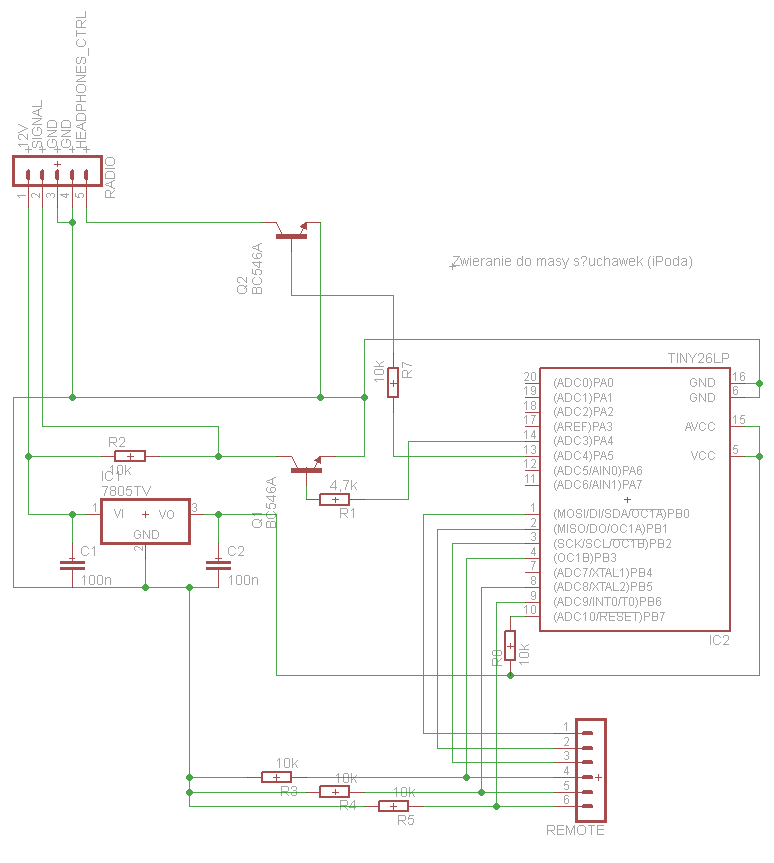 12V
SIGNAL
GND
GND
HEADPHONES_CTRL
RADIO
1
2
3
4
5
Q2
BC546A
Zwieranie do masy s?uchawek (iPoda)
10k
R7
TINY26LP
20 (ADC0)PA0 GND 16
19 (ADC1)PA1 GND 6
18 (ADC2)PA2
17 (AREF)PA3 AVCC 15
14 (ADC3)PA4
13 (ADC4)PA5 VCC 5
12 (ADC5/AIN0)PA6
11 (ADC6/AIN1)PA7
1 (MOSI/DI/SDA/OC1A)PB0
2 (MISO/DO/OC1A)PB1
3 (SCK/SCL/OC1B)PB2
4 (OC1B)PB3
7 (ADC7/XTAL1)PB4
8 (ADC8/XTAL2)PB5
9 (ADC9/INT0/T0)PB6
10 (ADC10/RESET)PB7
IC2
R2
10k
IC1
7805TV
1 VI VO 3
GND
2
Q1
BC546A
4,7k
R1
C1
100n
C2
100n
R6
10k
10k
R3
10k
R4
10k
R5
1
2
3
4
5
6
REMOTE